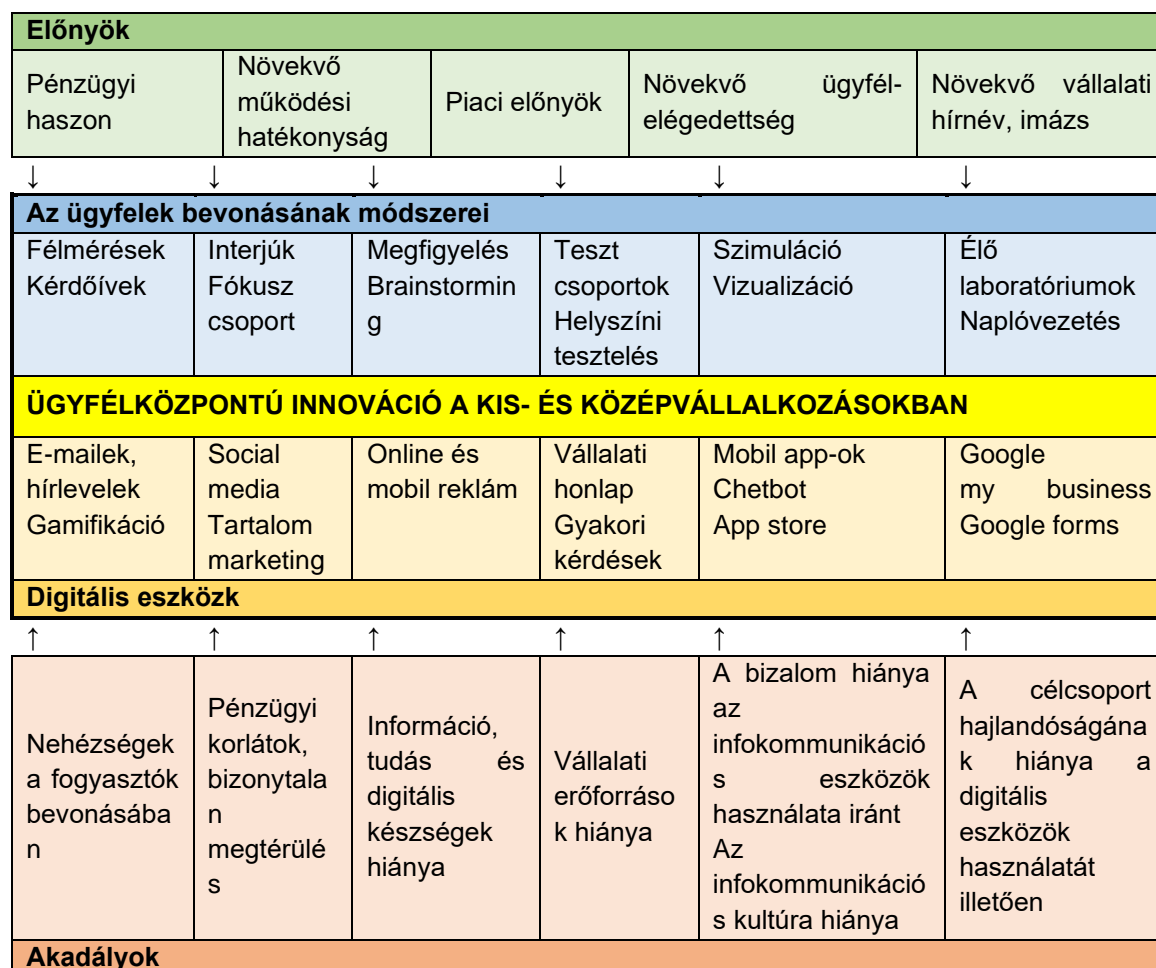 Előnyök
Pénzügyi
haszon
Növekvő
működési
hatékonyság
Piaci előnyök
Növekvő ügyfél-
elégedettség
Növekvő vállalati
hírnév, imázs
↓ ↓ ↓ ↓ ↓ ↓
Az ügyfelek bevonásának módszerei
Félmérések
Kérdőívek
Interjúk
Fókusz
csoport
Megfigyelés
Brainstormin
g
Teszt
csoportok
Helyszíni
tesztelés
Szimuláció
Vizualizáció
Élő
laboratóriumok
Naplóvezetés
ÜGYFÉLKÖZPONTÚ INNOVÁCIÓ A KIS- ÉS KÖZÉPVÁLLALKOZÁSOKBAN
E-mailek,
hírlevelek
Gamifikáció
Social
media
Tartalom
marketing
Online és
mobil reklám
Vállalati
honlap
Gyakori
kérdések
Mobil app-ok
Chetbot
App store
Google
my business
Google forms
Digitális eszközk
↑ ↑ ↑ ↑ ↑ ↑
Nehézségek
a fogyasztók
bevonásába
n
Pénzügyi
korlátok,
bizonytala
n
megtérülé
s
Információ,
tudás és
digitális
készségek
hiánya
Vállalati
erőforráso
k hiánya
A bizalom hiánya
az
infokommunikáció
s eszközök
használata iránt
Az
infokommunikáció
s kultúra hiánya
A célcsoport
hajlandóságána
k hiánya a
digitális
eszközök
használatát
illetően
Akadályok